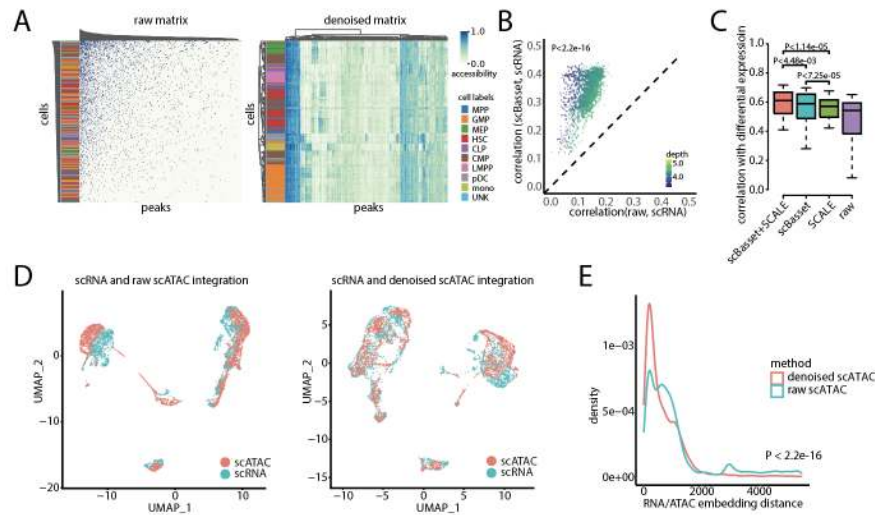 A
raw matrix
denoised matrix
cells
cells
peaks
peaks
1.0
0.0
accessibility
cell labels
MPP
GMP
MEP
HSC
CLP
CMP
LMPP
pDC
mono
UNK
B
P<2.2e-16
correlation (scBasset, scRNA)
0.5
0.4
0.3
0.2
0.1
0.0
0.0 0.1 0.2 0.3 0.4 0.5
correlation(raw, scRNA)
depth
5.0
4.0
C
correlation with differential expressioin
1.0
0.8
0.6
0.4
0.2
0.0
P<1.14e-05
P<4.48e-03
P<7.25e-05
scBasset+SCALE
scBasset
SCALE
raw
D
scRNA and raw scATAC integration
UMAP_2
0
−10
−20
−10 0 10
UMAP_1
scATAC
scRNA
scRNA and denoised scATAC integration
5
0
−5
−10
−15
−10 −5 0 5 10
UMAP_1
scATAC
scRNA
E
density
1e−03
5e−04
0e+00
0 2000 4000
RNA/ATAC embedding distance
method
denoised scATAC
raw scATAC
P < 2.2e-16